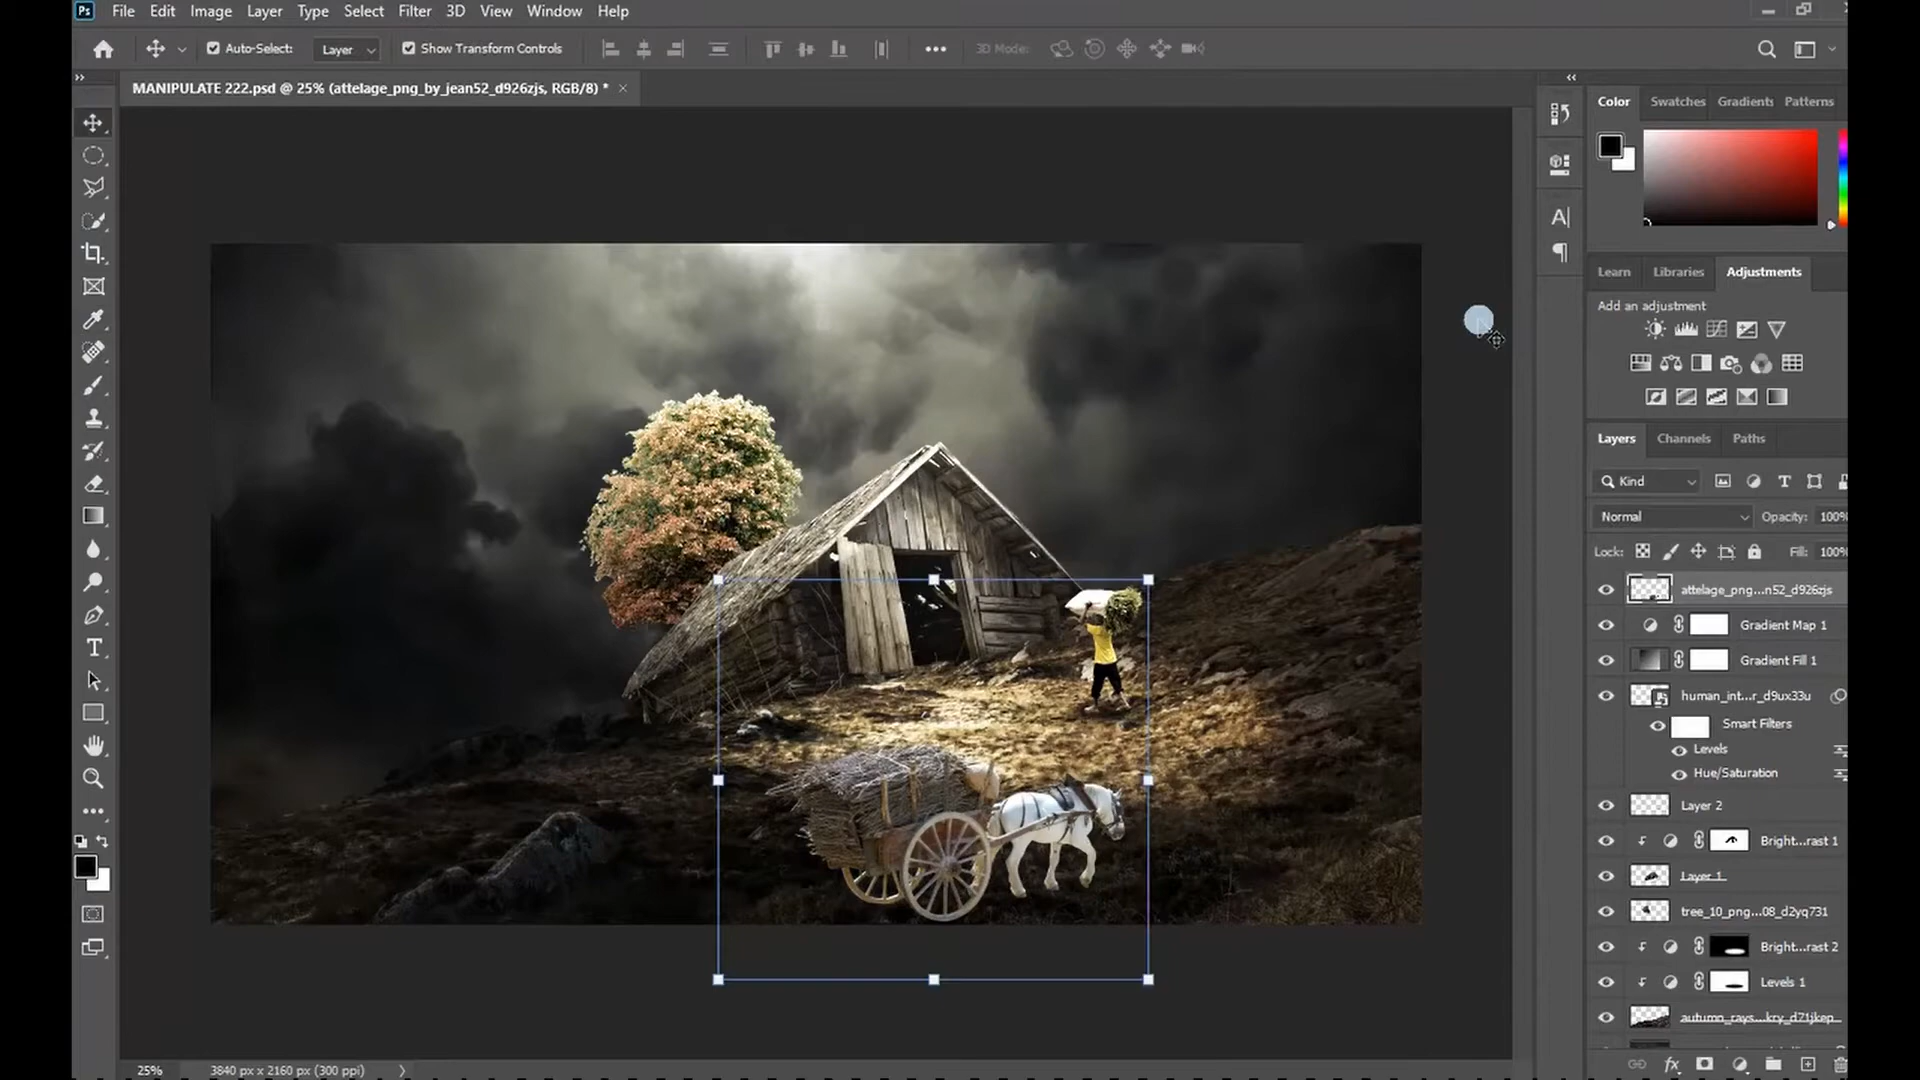 Ps File Edit Image Layer Type Select Filter 3D View Window Help
Auto-Select: Layer Show Transform Controls 3D Mode:
MANIPULATE 222.psd @ 25% (attelage_png_by_jean52_d926zjs, RGB/8) *
Color Swatches Gradients Patterns
Learn Libraries Adjustments
Add an adjustment
Layers Channels Paths
Kind
Normal Opacity: 100%
Lock: Fill: 100%
attelage_png...n52_d926zjs
Gradient Map 1
Gradient Fill 1
human_int...r_d9ux33u
Smart Filters
Levels
Hue/Saturation
Layer 2
Bright...rast 1
Layer 1
tree_10_png...08_d2yq731
Bright...rast 2
Levels 1
autumn_rays...kry_d71jkep
25% 3840 px x 2160 px (300 ppi)